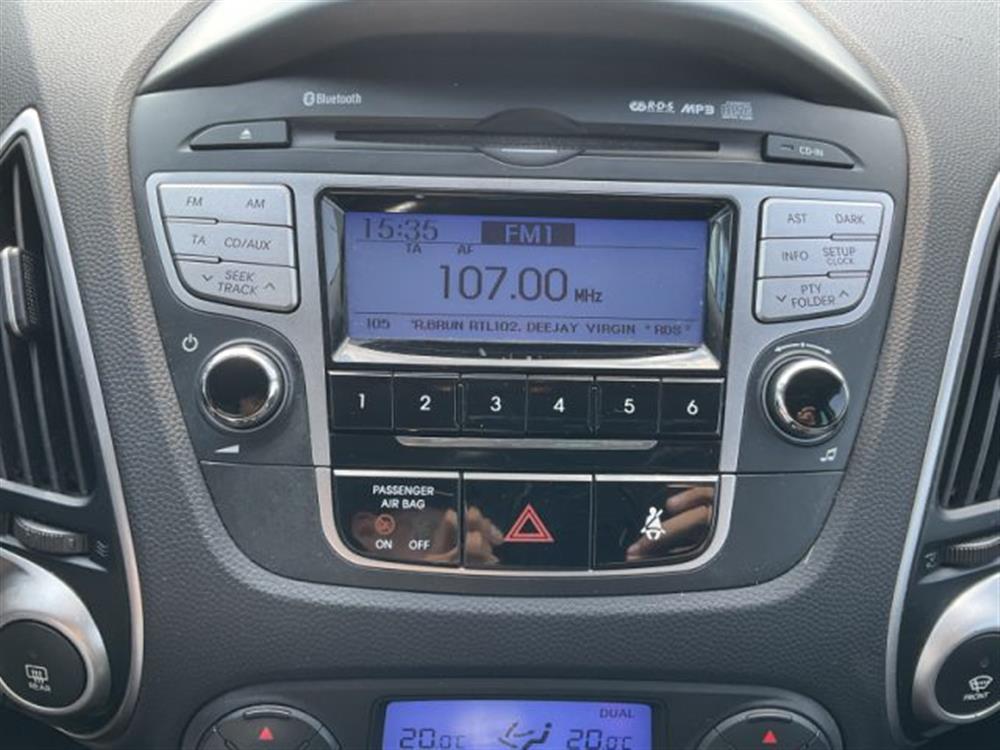 Bluetooth
R·D·S MP3
CD-IN
FM AM
TA CD/AUX
SEEK
TRACK
15:35 FM1
TA AF
107.00 MHz
105 "R.BRUN RTL102. DEEJAY VIRGIN "RDS"
AST DARK
INFO SETUP
CLOCK
PTY
FOLDER
1 2 3 4 5 6
PASSENGER
AIR BAG
ON OFF
REAR
FRONT
DUAL
20.0C 20.0C